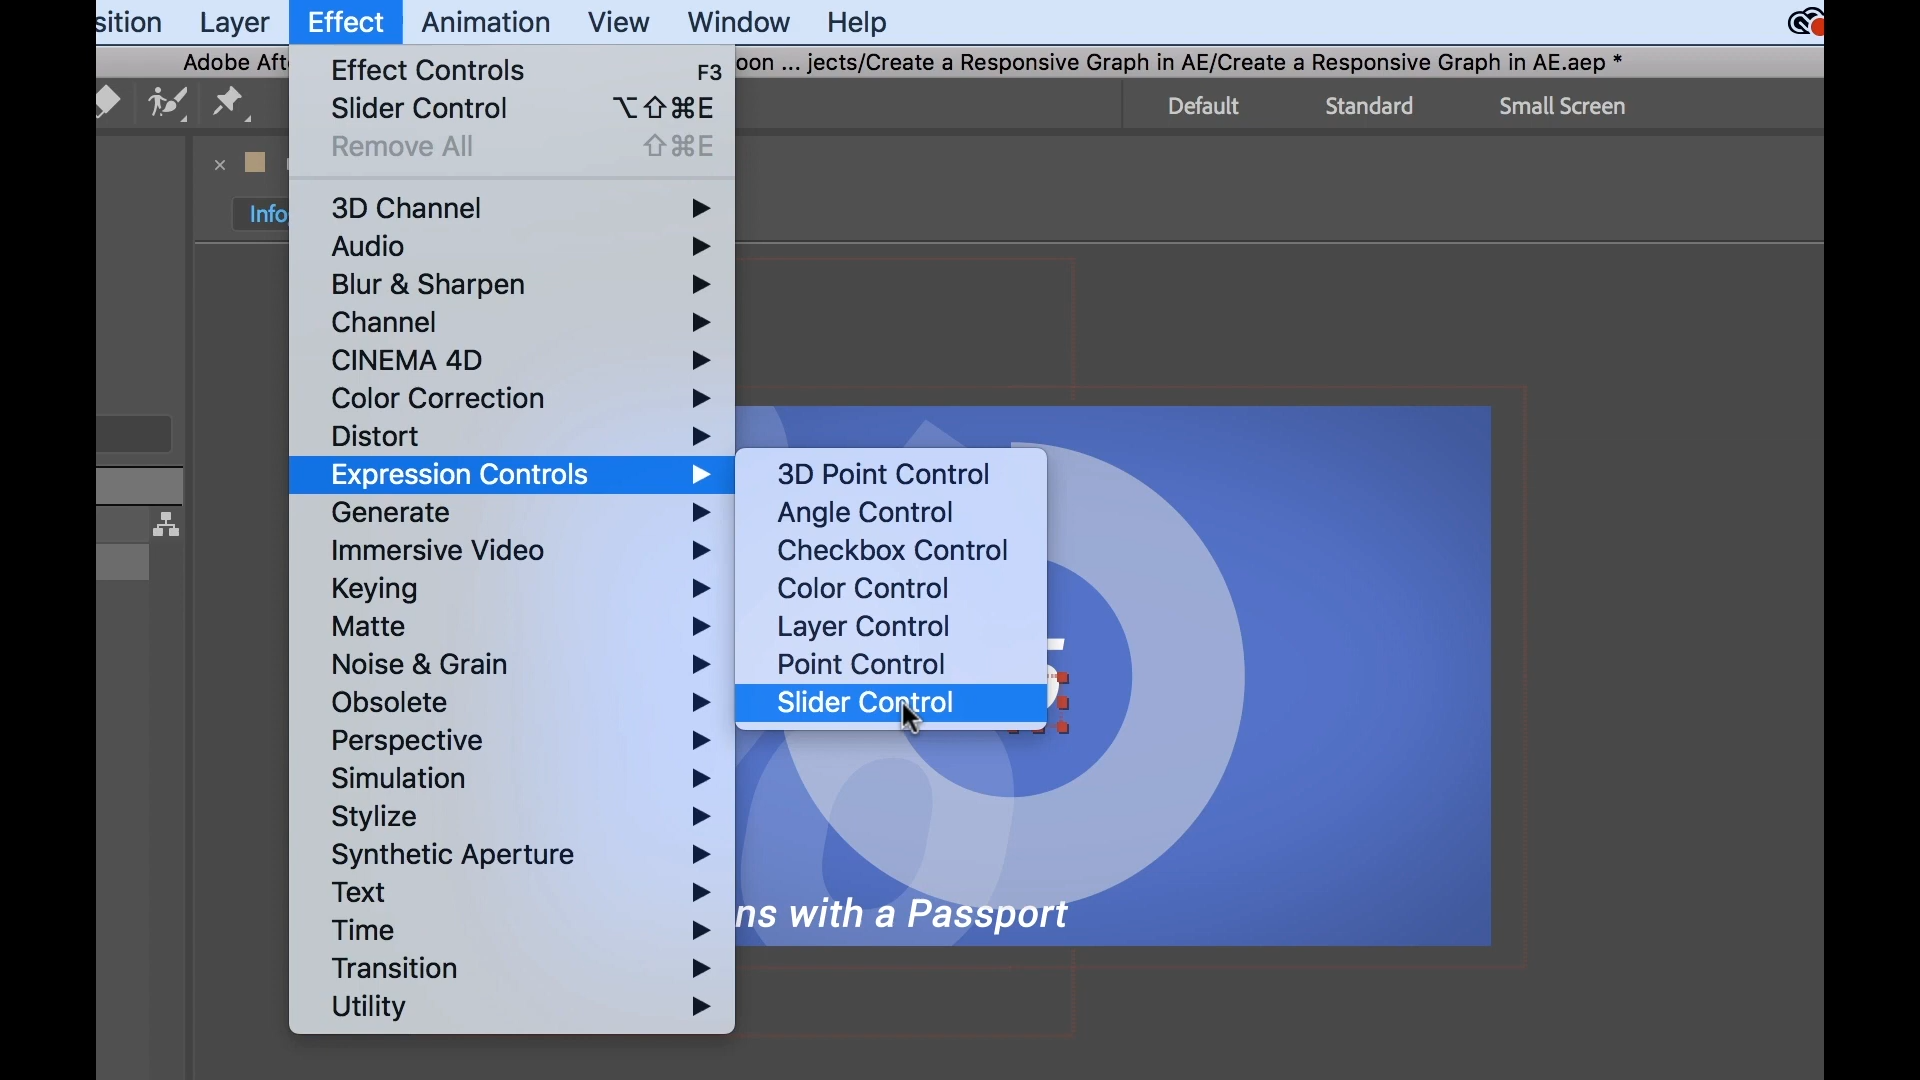 sition Layer Effect Animation View Window Help
Adobe Afte oon ... jects/Create a Responsive Graph in AE/Create a Responsive Graph in AE.aep *
Default Standard Small Screen
Info
Effect Controls F3
Slider Control ⌥⇧⌘E
Remove All ⇧⌘E
3D Channel
Audio
Blur & Sharpen
Channel
CINEMA 4D
Color Correction
Distort
Expression Controls
Generate
Immersive Video
Keying
Matte
Noise & Grain
Obsolete
Perspective
Simulation
Stylize
Synthetic Aperture
Text
Time
Transition
Utility
3D Point Control
Angle Control
Checkbox Control
Color Control
Layer Control
Point Control
Slider Control
ns with a Passport